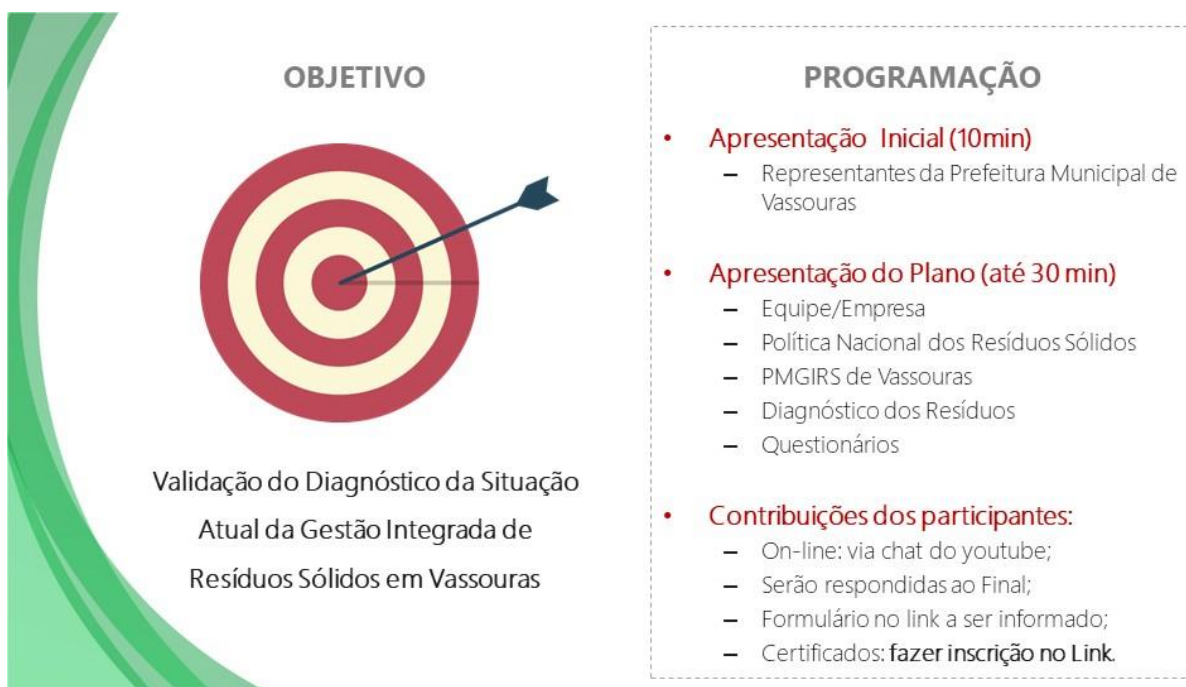 OBJETIVO
Validação do Diagnóstico da Situação
Atual da Gestão Integrada de
Resíduos Sólidos em Vassouras
PROGRAMAÇÃO
• Apresentação Inicial (10min)
– Representantes da Prefeitura Municipal de
Vassouras
• Apresentação do Plano (até 30 min)
– Equipe/Empresa
– Política Nacional dos Resíduos Sólidos
– PMGIRS de Vassouras
– Diagnóstico dos Resíduos
– Questionários
• Contribuições dos participantes:
– On-line: via chat do youtube;
– Serão respondidas ao Final;
– Formulário no link a ser informado;
– Certificados: fazer inscrição no Link.